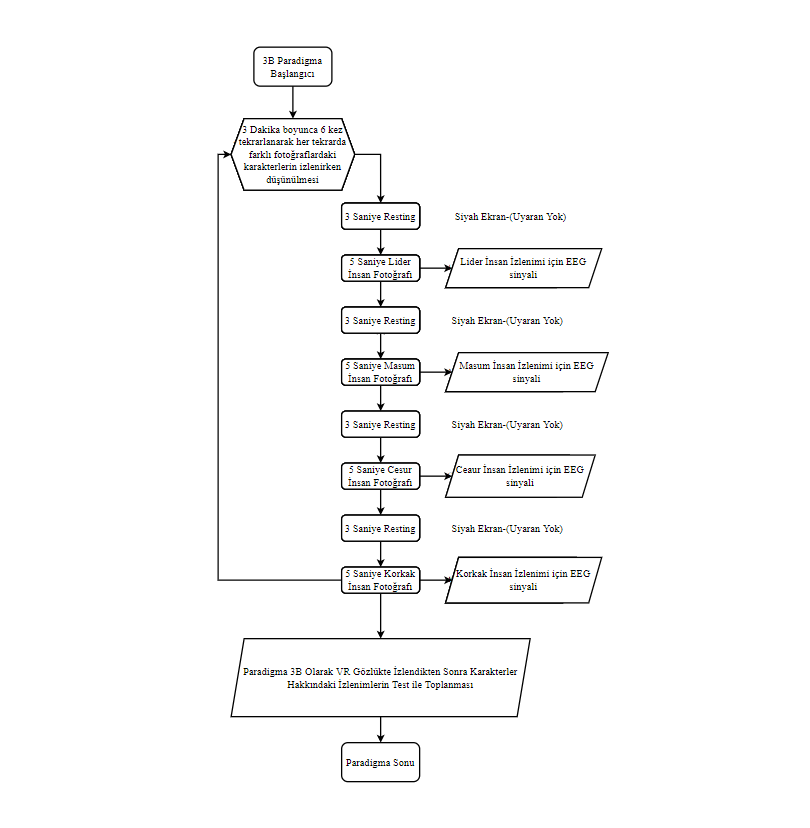 3B Paradigma
Başlangıcı
3 Dakika boyunca 6 kez
tekrarlanarak her tekrarda
farklı fotoğraflardaki
karakterlerin izlenirken
düşünülmesi
3 Saniye Resting
Siyah Ekran-(Uyaran Yok)
5 Saniye Lider
İnsan Fotoğrafı
Lider İnsan İzlenimi için EEG
sinyali
3 Saniye Resting
Siyah Ekran-(Uyaran Yok)
5 Saniye Masum
İnsan Fotoğrafı
Masum İnsan İzlenimi için EEG
sinyali
3 Saniye Resting
Siyah Ekran-(Uyaran Yok)
5 Saniye Cesur
İnsan Fotoğrafı
Ceaur İnsan İzlenimi için EEG
sinyali
3 Saniye Resting
Siyah Ekran-(Uyaran Yok)
5 Saniye Korkak
İnsan Fotoğrafı
Korkak İnsan İzlenimi için EEG
sinyali
Paradigma 3B Olarak VR Gözlükte İzlendikten Sonra Karakterler
Hakkındaki İzlenimlerin Test ile Toplanması
Paradigma Sonu